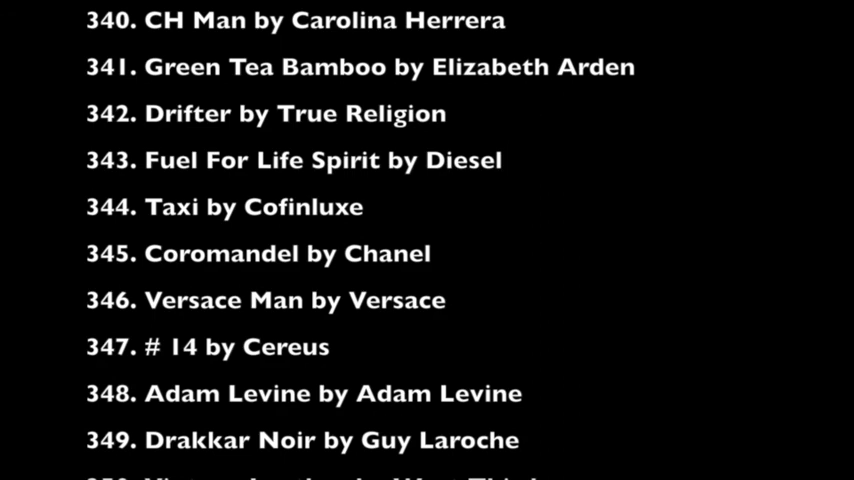 340. CH Man by Carolina Herrera
341. Green Tea Bamboo by Elizabeth Arden
342. Drifter by True Religion
343. Fuel For Life Spirit by Diesel
344. Taxi by Cofinluxe
345. Coromandel by Chanel
346. Versace Man by Versace
347. # 14 by Cereus
348. Adam Levine by Adam Levine
349. Drakkar Noir by Guy Laroche